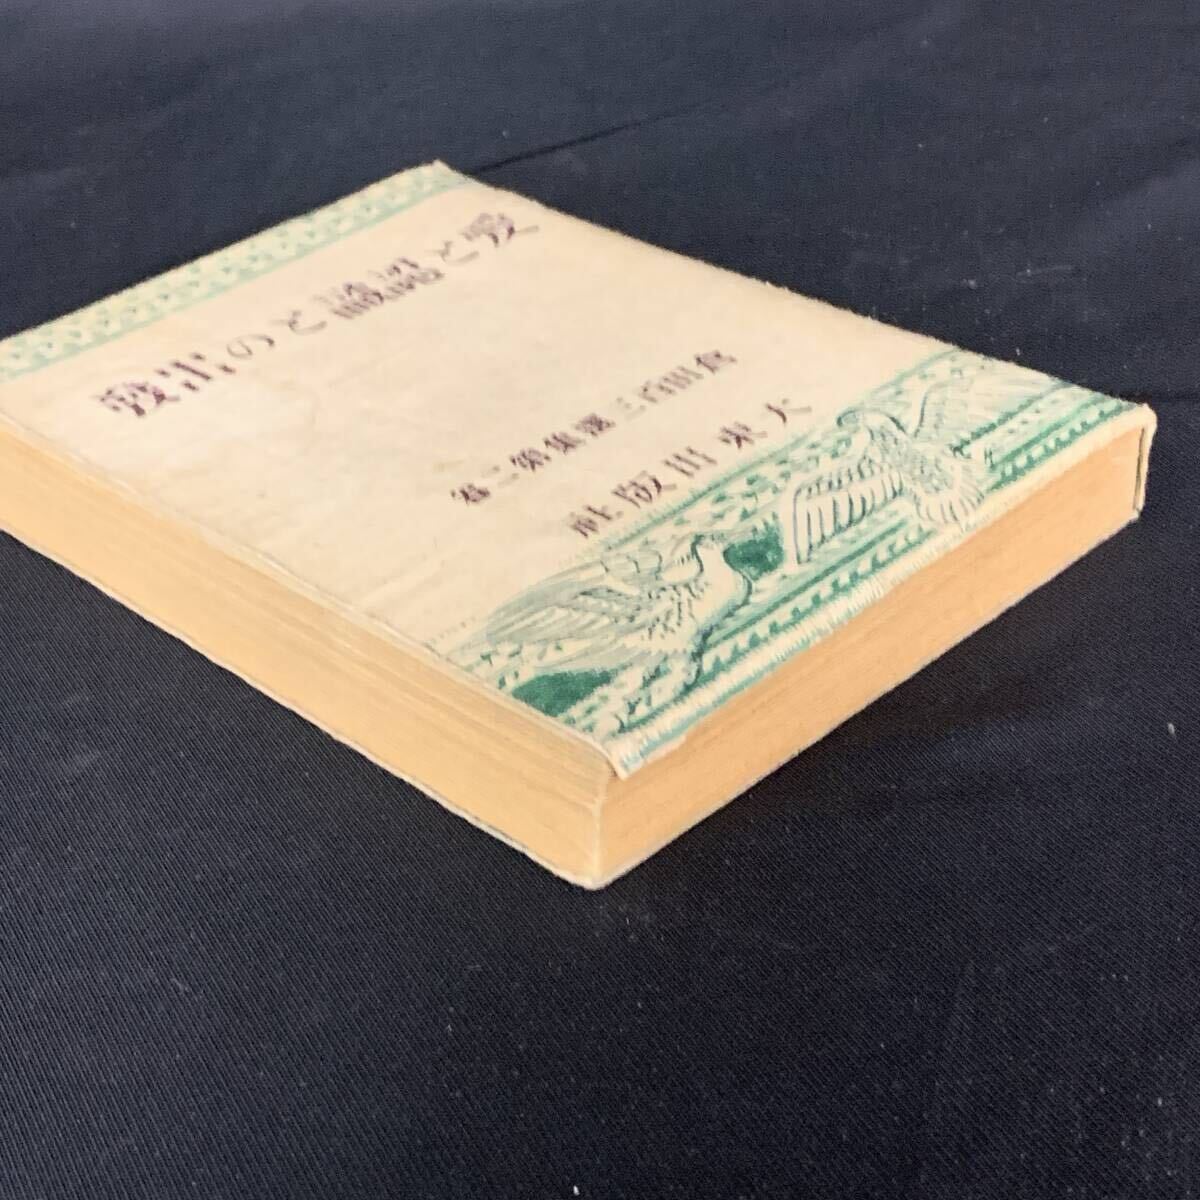 愛と認識との出發
倉田百三選集第二卷
大東出版社